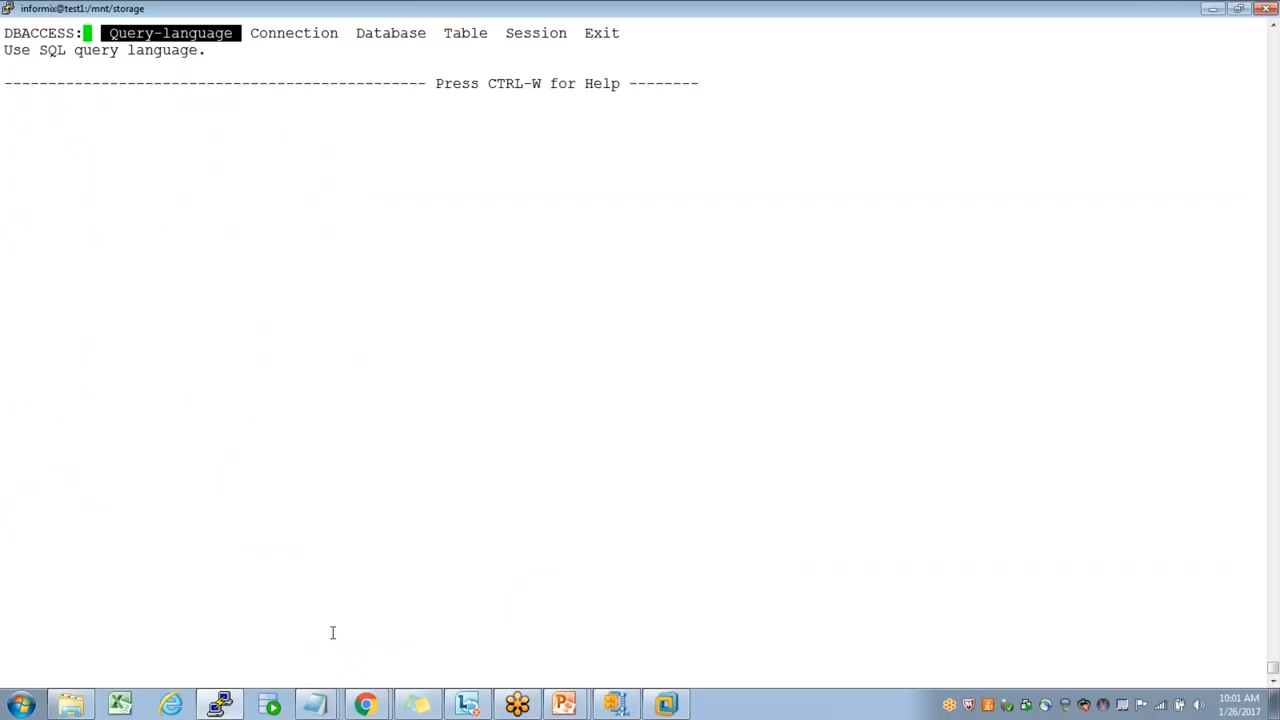 informix@test1:/mnt/storage
DBACCESS: Query-language Connection Database Table Session Exit
Use SQL query language.
------------------------------------------------ Press CTRL-W for Help --------
10:01 AM
1/26/2017